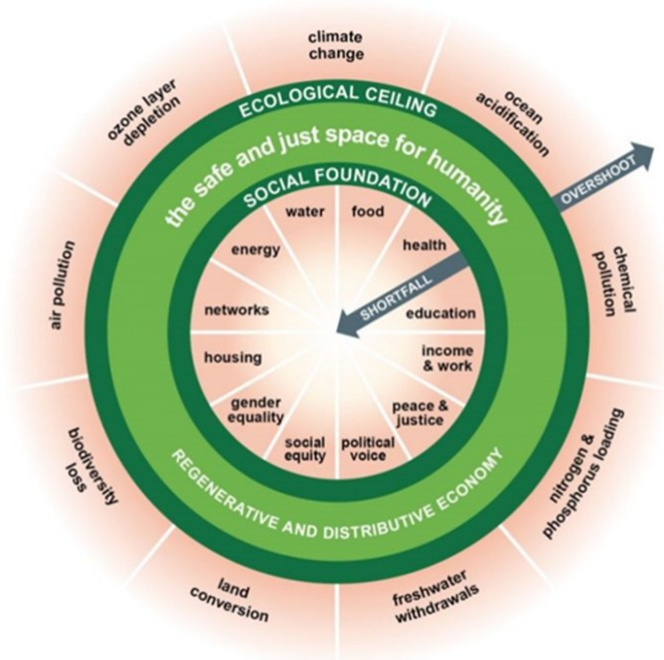 climate
change
ocean
acidification
OVERSHOOT
chemical
pollution
nitrogen &
phosphorus loading
freshwater
withdrawals
land
conversion
biodiversity
loss
air pollution
ozone layer
depletion
ECOLOGICAL CEILING
the safe and just space for humanity
SOCIAL FOUNDATION
water
food
health
SHORTFALL
education
income
& work
peace &
justice
political
voice
social
equity
gender
equality
housing
networks
energy
REGENERATIVE AND DISTRIBUTIVE ECONOMY